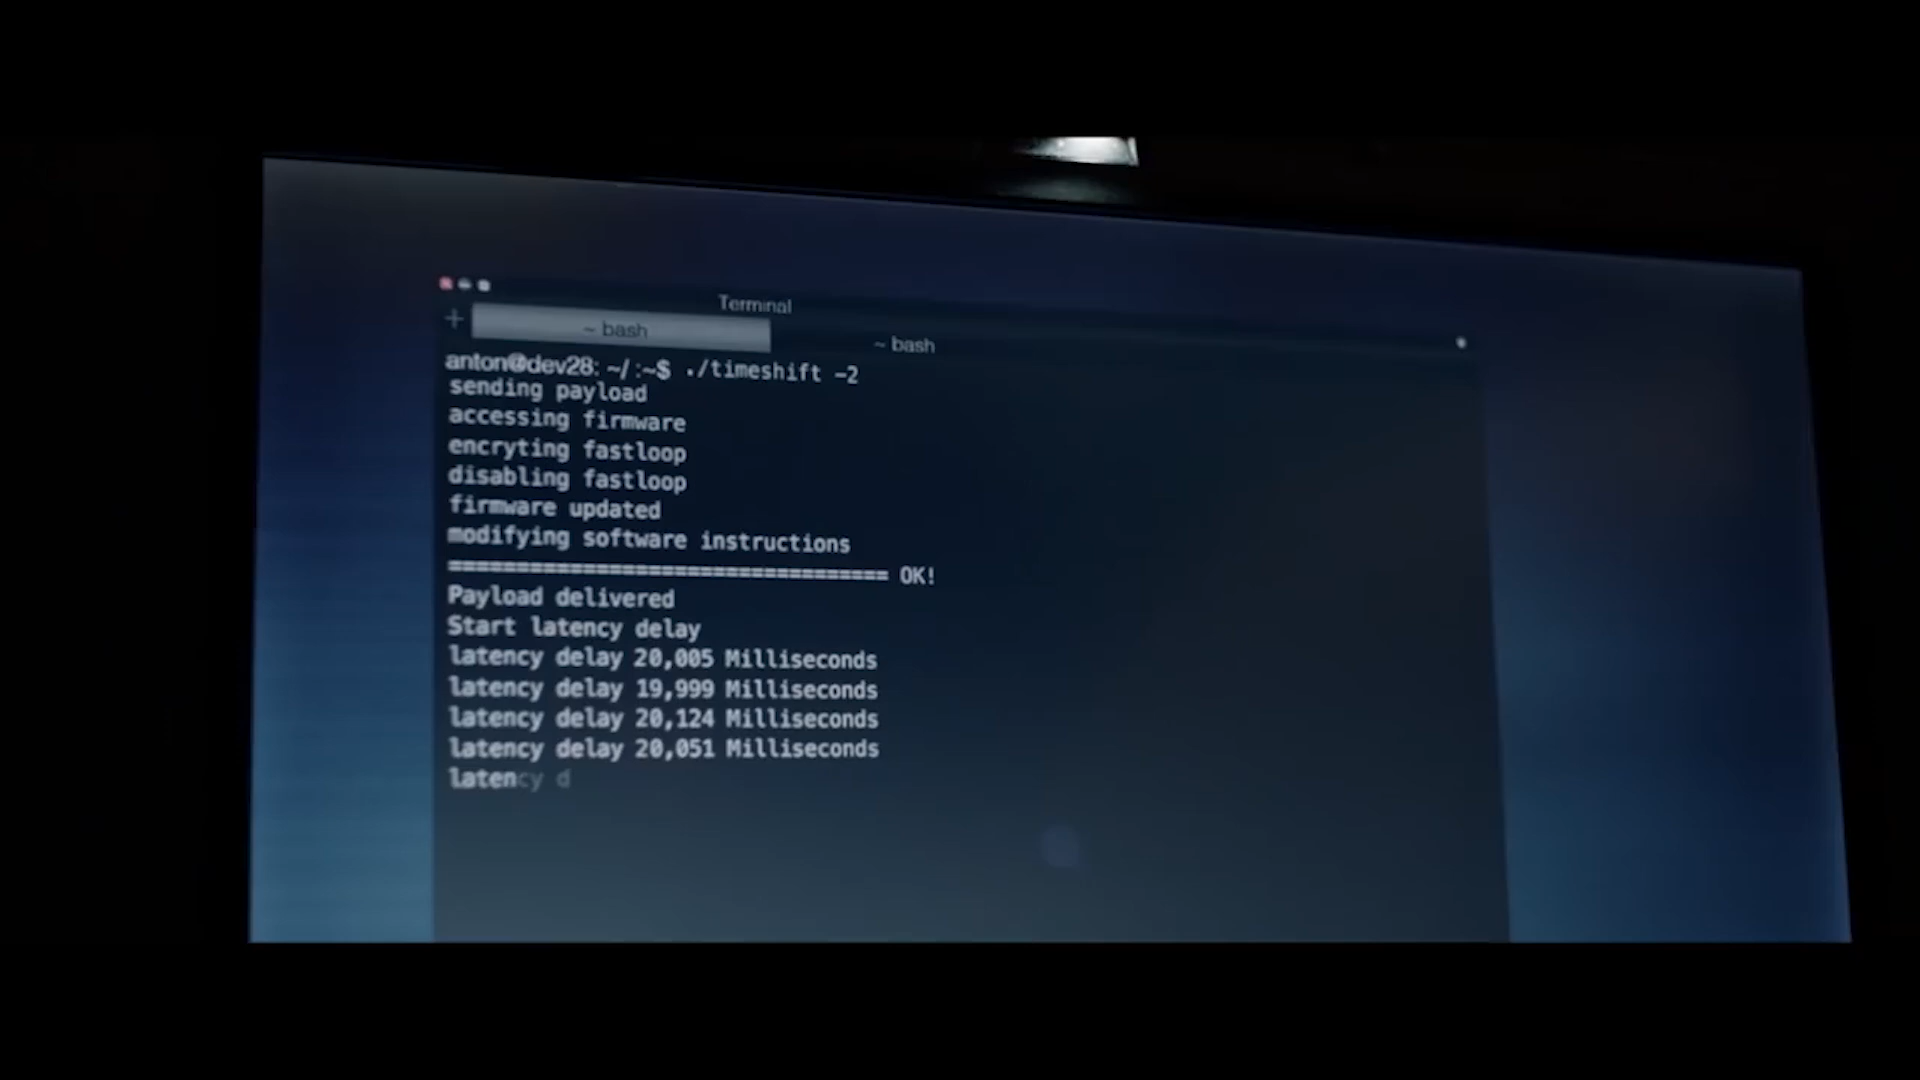 Terminal
+ ~ bash ~ bash
anton@dev28: ~/ :~$ ./timeshift -2
sending payload
accessing firmware
encryting fastloop
disabling fastloop
firmware updated
modifying software instructions
================================= OK!
Payload delivered
Start latency delay
latency delay 20,005 Milliseconds
latency delay 19,999 Milliseconds
latency delay 20,124 Milliseconds
latency delay 20,051 Milliseconds
latency d